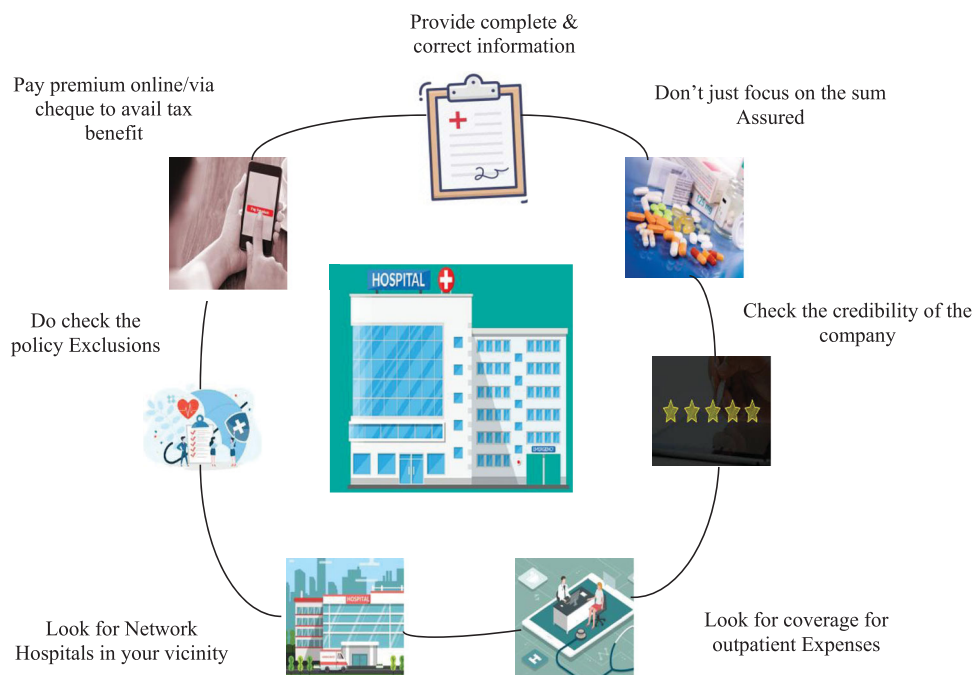 Provide complete &
correct information
Pay premium online/via
cheque to avail tax
benefit
Don't just focus on the sum
Assured
HOSPITAL
Do check the
policy Exclusions
Check the credibility of the
company
EMERGENCY
HOSPITAL
Look for Network
Hospitals in your vicinity
Look for coverage for
outpatient Expenses
H